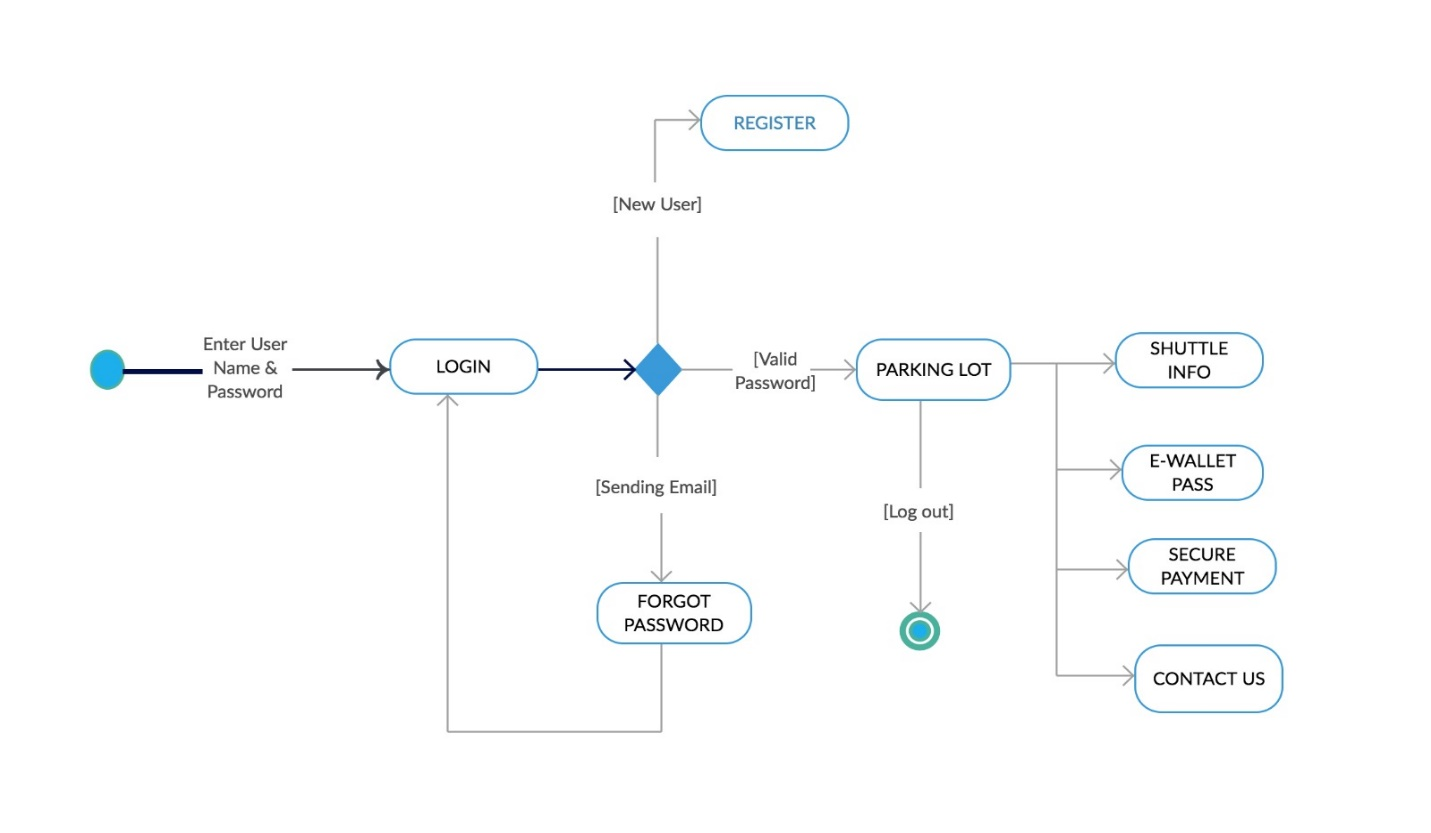 REGISTER
[New User]
Enter User
Name &
Password
LOGIN
[Valid
Password]
PARKING LOT
SHUTTLE
INFO
E-WALLET
PASS
[Sending Email]
[Log out]
SECURE
PAYMENT
FORGOT
PASSWORD
CONTACT US